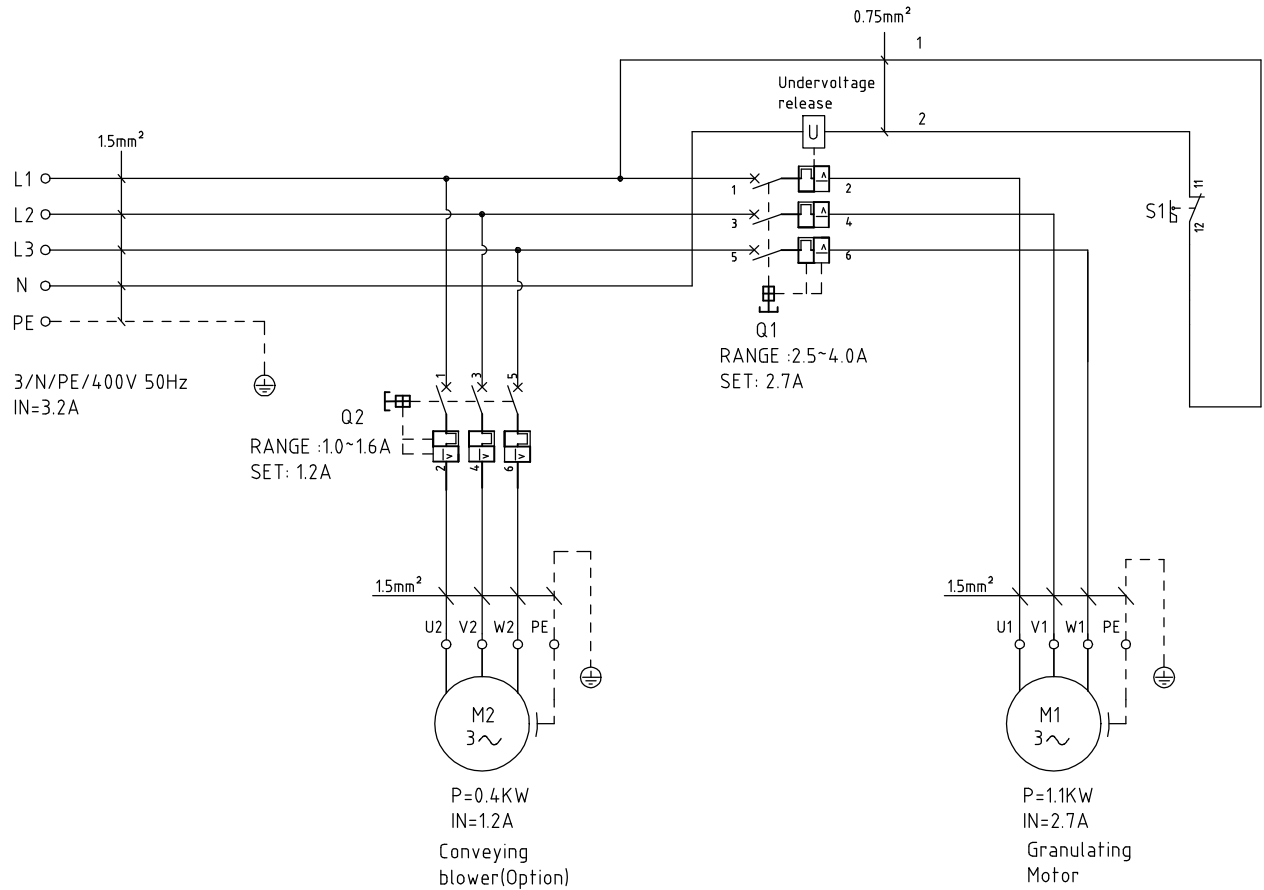 0.75mm²
1
Undervoltage
release
U
2
1.5mm²
L1
L2
L3
N
PE
1
2
3
4
5
6
11
S1
12
Q1
RANGE :2.5~4.0A
SET: 2.7A
3/N/PE/400V 50Hz
IN=3.2A
1
3
5
Q2
RANGE :1.0~1.6A
SET: 1.2A
2
4
6
1.5mm²
U2 V2 W2 PE
M2
3
P=0.4KW
IN=1.2A
Conveying
blower(Option)
1.5mm²
U1 V1 W1 PE
M1
3
P=1.1KW
IN=2.7A
Granulating
Motor